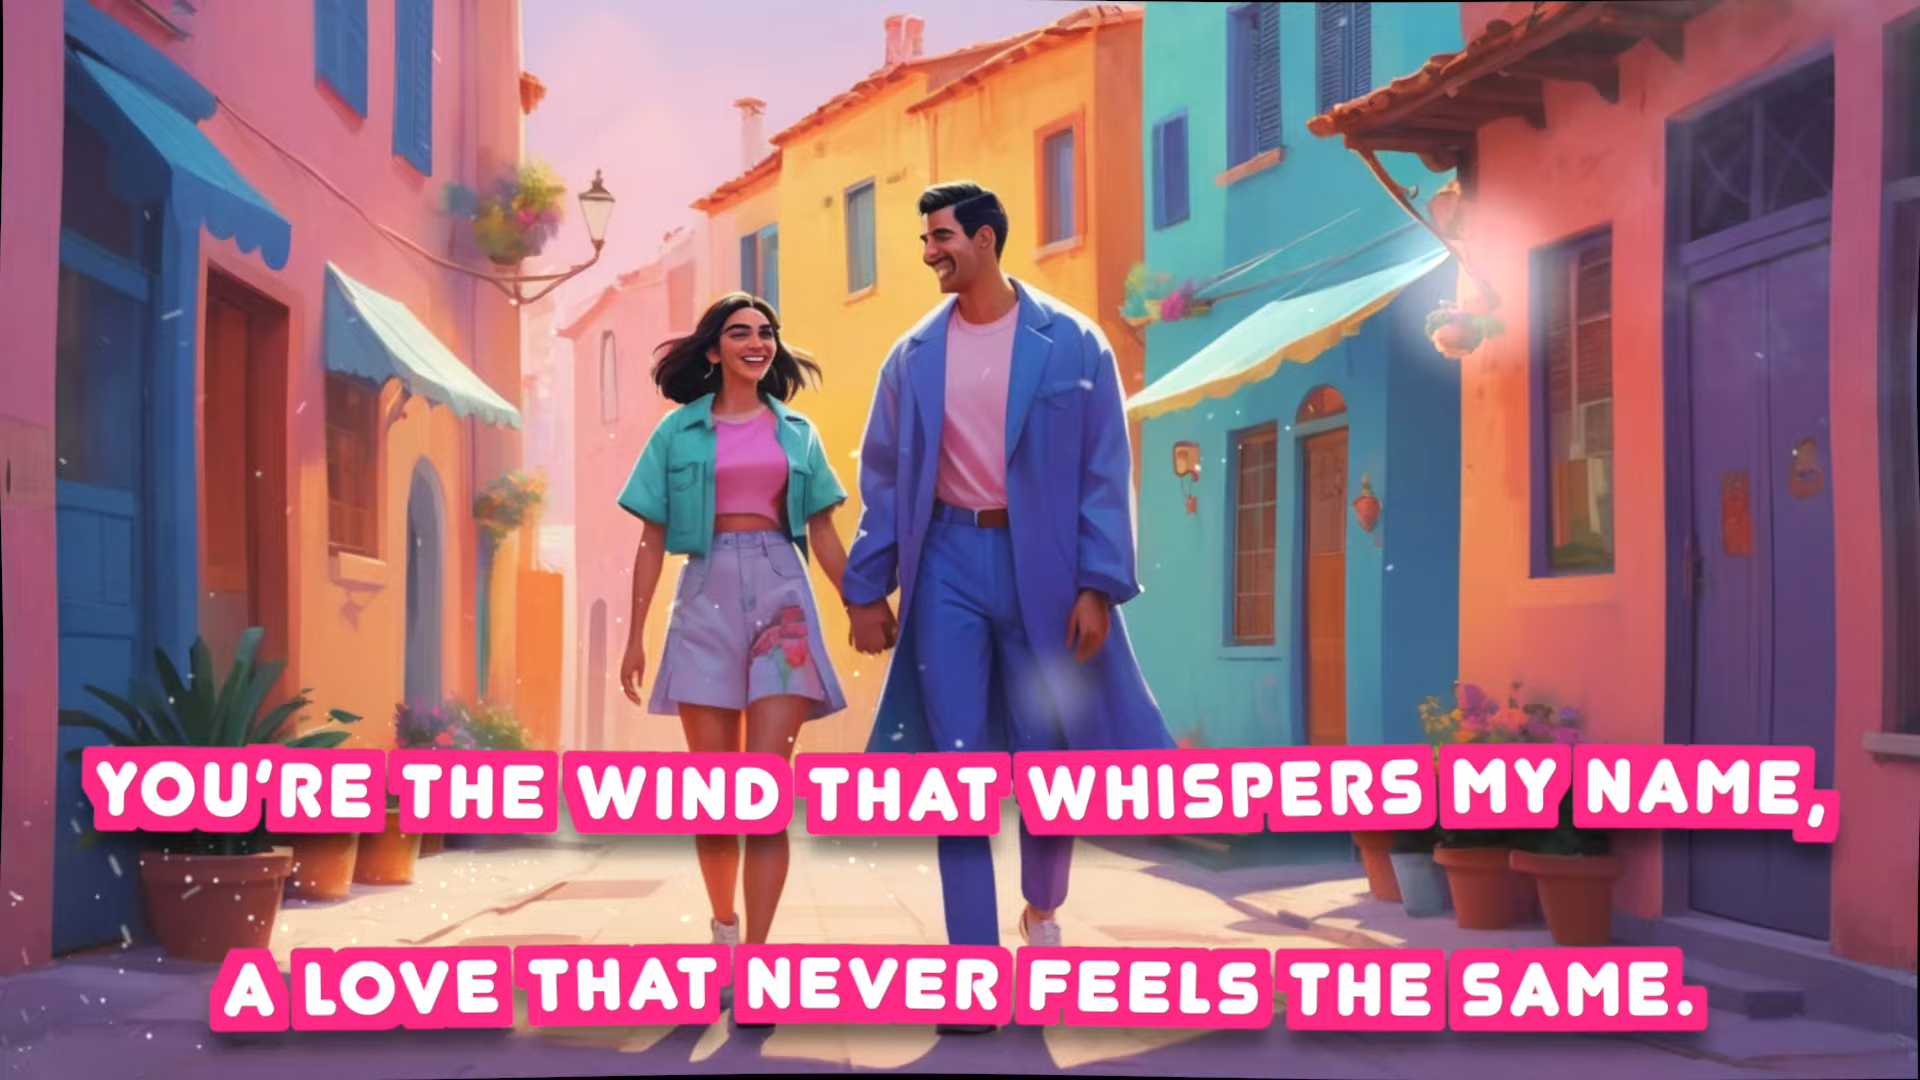 YOU'RE THE WIND THAT WHISPERS MY NAME,
A LOVE THAT NEVER FEELS THE SAME.